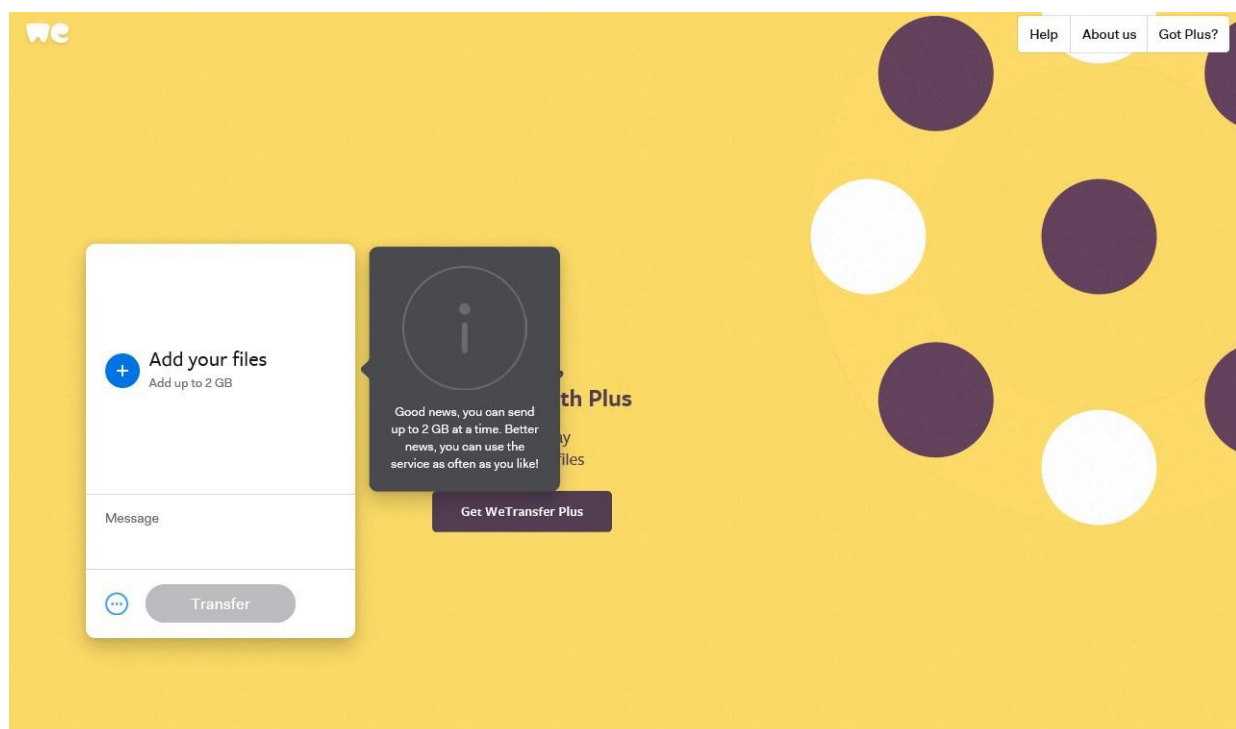 we
Help
About us
Got Plus?
Add your files
Add up to 2 GB
Good news, you can send
up to 2 GB at a time. Better
news, you can use the
service as often as you like!
th Plus
files
Get WeTransfer Plus
Message
Transfer